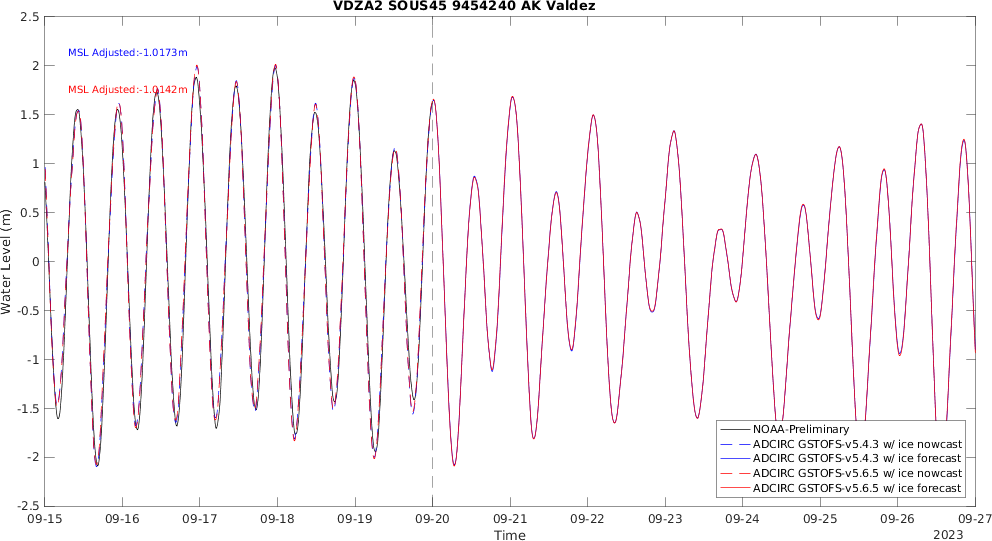 VDZA2 SOUS45 9454240 AK Valdez
2.5
2
1.5
1
0.5
0
-0.5
-1
-1.5
-2
-2.5
Water Level (m)
MSL Adjusted:-1.0173m
MSL Adjusted:-1.0142m
NOAA-Preliminary
ADCIRC GSTOFS-v5.4.3 w/ ice nowcast
ADCIRC GSTOFS-v5.4.3 w/ ice forecast
ADCIRC GSTOFS-v5.6.5 w/ ice nowcast
ADCIRC GSTOFS-v5.6.5 w/ ice forecast
09-15 09-16 09-17 09-18 09-19 09-20 09-21 09-22 09-23 09-24 09-25 09-26 09-27
Time
2023